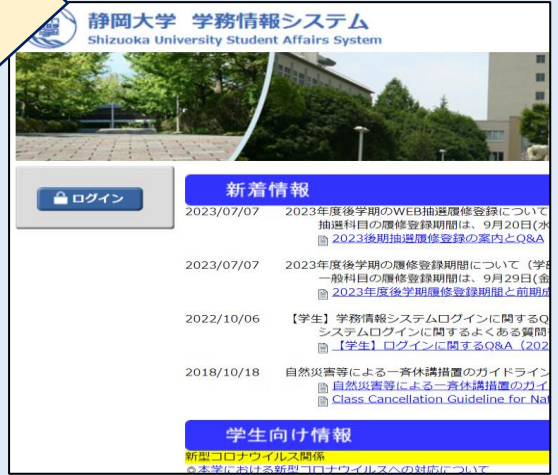 静岡大学 学務情報システム
Shizuoka University Student Affairs System
ログイン
新着情報
2023/07/07 2023年度後学期のWEB抽選履修登録について
抽選科目の履修登録期間は、9月20日(水
2023後期抽選履修登録の案内とQ&A
2023/07/07 2023年度後学期の履修登録期間について（学部
一般科目の履修登録期間は、9月29日(金
2023年度後学期履修登録期間と前期成
2022/10/06 【学生】学務情報システムログインに関するQ
システムログインに関するよくある質問
【学生】ログインに関するQ&A（202
2018/10/18 自然災害等による一斉休講措置のガイドライン
自然災害等による一斉休講措置のガイ
Class Cancellation Guideline for Nat
学生向け情報
新型コロナウイルス関係
◎本学における新型コロナウイルスへの対応について